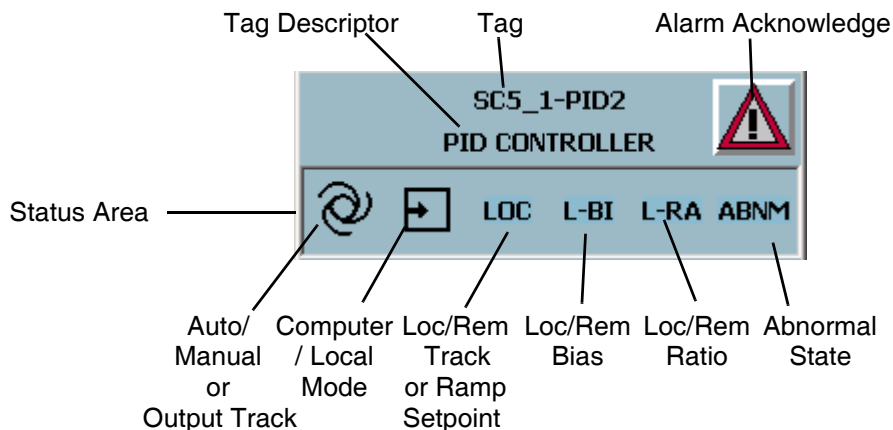 Tag Descriptor Tag Alarm Acknowledge
SC5_1-PID2
PID CONTROLLER
Status Area
LOC L-BI L-RA ABNM
Auto/
Manual
or
Output Track
Computer
/ Local
Mode
Loc/Rem
Track
or Ramp
Setpoint
Loc/Rem
Bias
Loc/Rem
Ratio
Abnormal
State